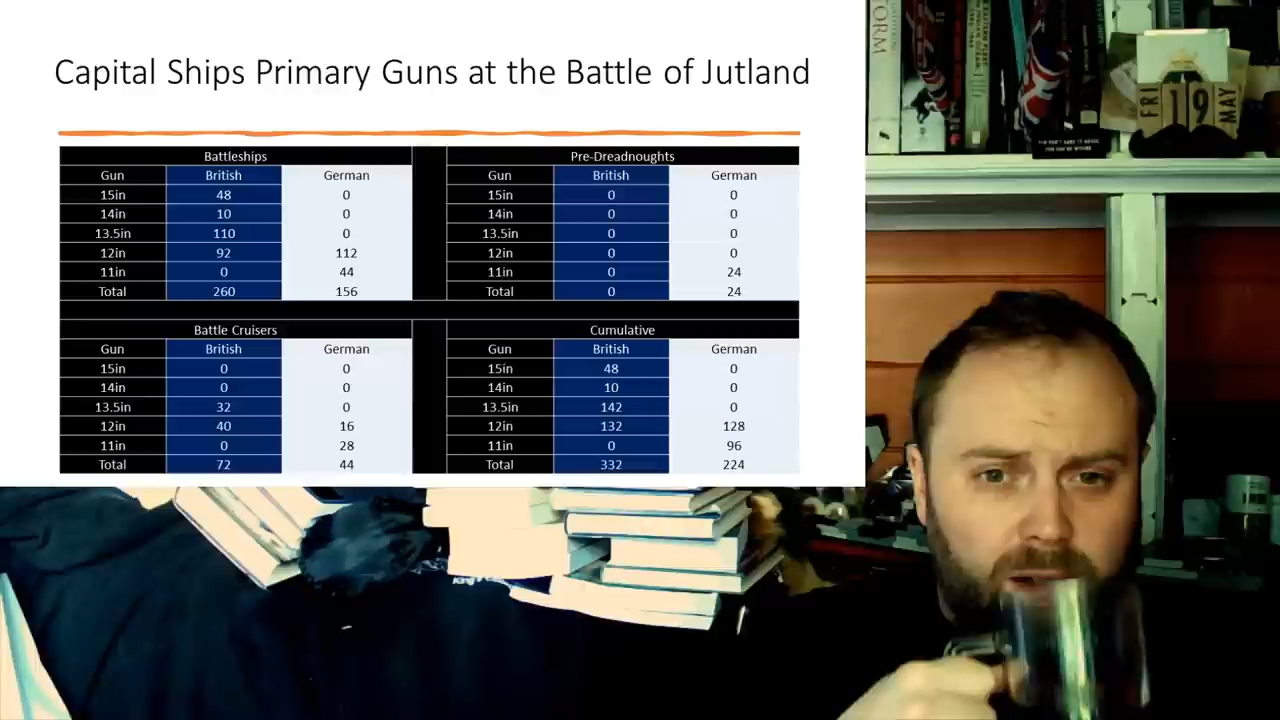 Capital Ships Primary Guns at the Battle of Jutland
Battleships
Gun British German
15in 48 0
14in 10 0
13.5in 110 0
12in 92 112
11in 0 44
Total 260 156
Pre-Dreadnoughts
Gun British German
15in 0 0
14in 0 0
13.5in 0 0
12in 0 0
11in 0 24
Total 0 24
Battle Cruisers
Gun British German
15in 0 0
14in 0 0
13.5in 32 0
12in 40 16
11in 0 28
Total 72 44
Cumulative
Gun British German
15in 48 0
14in 10 0
13.5in 142 0
12in 132 128
11in 0 96
Total 332 224
FRI 19 MAY